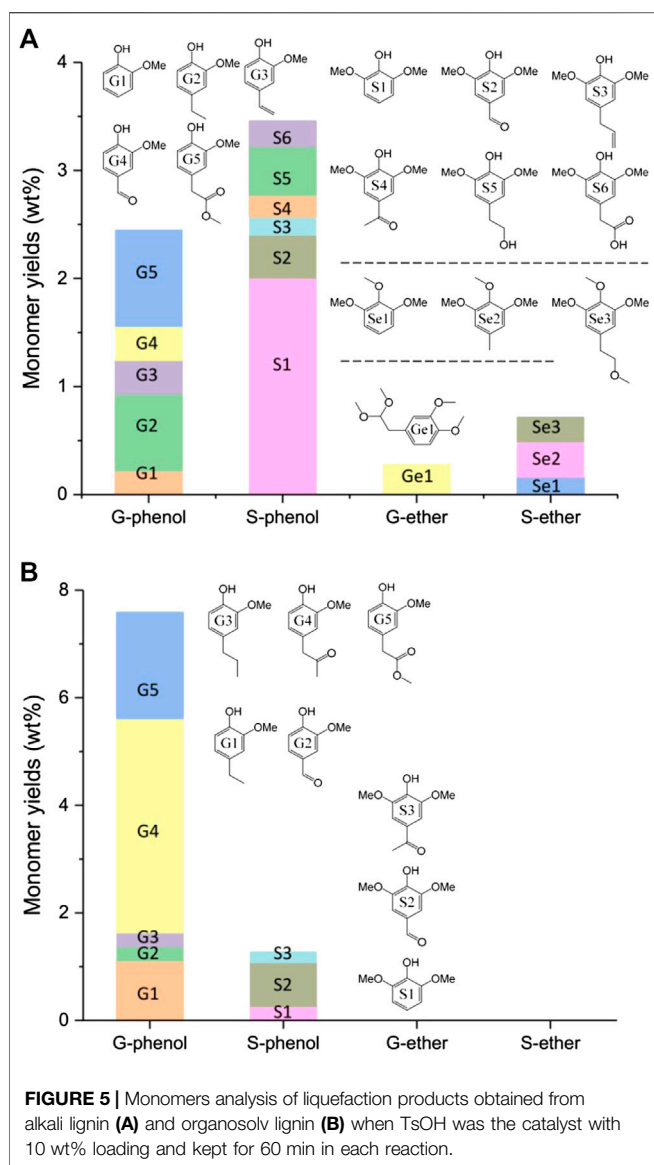 A
4
3
2
1
0
Monomer yields (wt%)
OH
OMe
G1
OH
OMe
G2
OH
OMe
G3
OH
OMe
G4
O
OH
OMe
G5
O
O
OH
MeO
OMe
S1
OH
MeO
OMe
S2
O
OH
MeO
OMe
S3
OH
MeO
OMe
S4
O
OH
MeO
OMe
S5
OH
OH
MeO
OMe
S6
O
OH
O
MeO
OMe
Se1
O
MeO
OMe
Se2
O
MeO
OMe
Se3
O
O
O
O
O
Ge1
G5
G4
G3
G2
G1
S6
S5
S4
S3
S2
S1
Ge1
Se3
Se2
Se1
G-phenol S-phenol G-ether S-ether
B
8
6
4
2
0
Monomer yields (wt%)
OH
OMe
G3
OH
OMe
G4
O
OH
OMe
G5
O
O
OH
OMe
G1
OH
OMe
G2
O
OH
MeO
OMe
S3
O
OH
MeO
OMe
S2
O
OH
MeO
OMe
S1
G5
G4
G3
G2
G1
S3
S2
S1
G-phenol S-phenol G-ether S-ether
FIGURE 5 | Monomers analysis of liquefaction products obtained from
alkali lignin (A) and organosolv lignin (B) when TsOH was the catalyst with
10 wt% loading and kept for 60 min in each reaction.